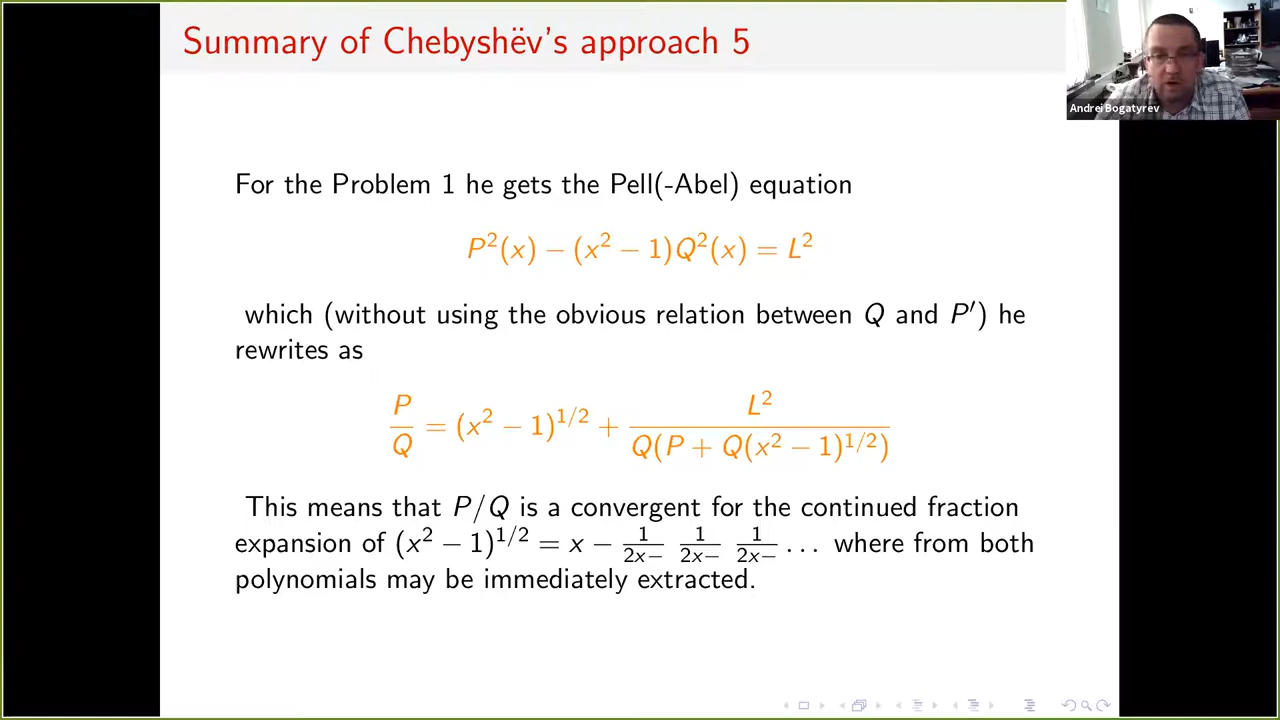 Summary of Chebyshëv's approach 5
Andrei Bogatyrev
For the Problem 1 he gets the Pell(-Abel) equation
P²(x) − (x² − 1)Q²(x) = L²
which (without using the obvious relation between Q and P′) he
rewrites as
P/Q = (x² − 1)^{1/2} + L²/(Q(P + Q(x² − 1)^{1/2}))
This means that P/Q is a convergent for the continued fraction
expansion of (x² − 1)^{1/2} = x − 1/(2x−) 1/(2x−) 1/(2x−) ... where from both
polynomials may be immediately extracted.